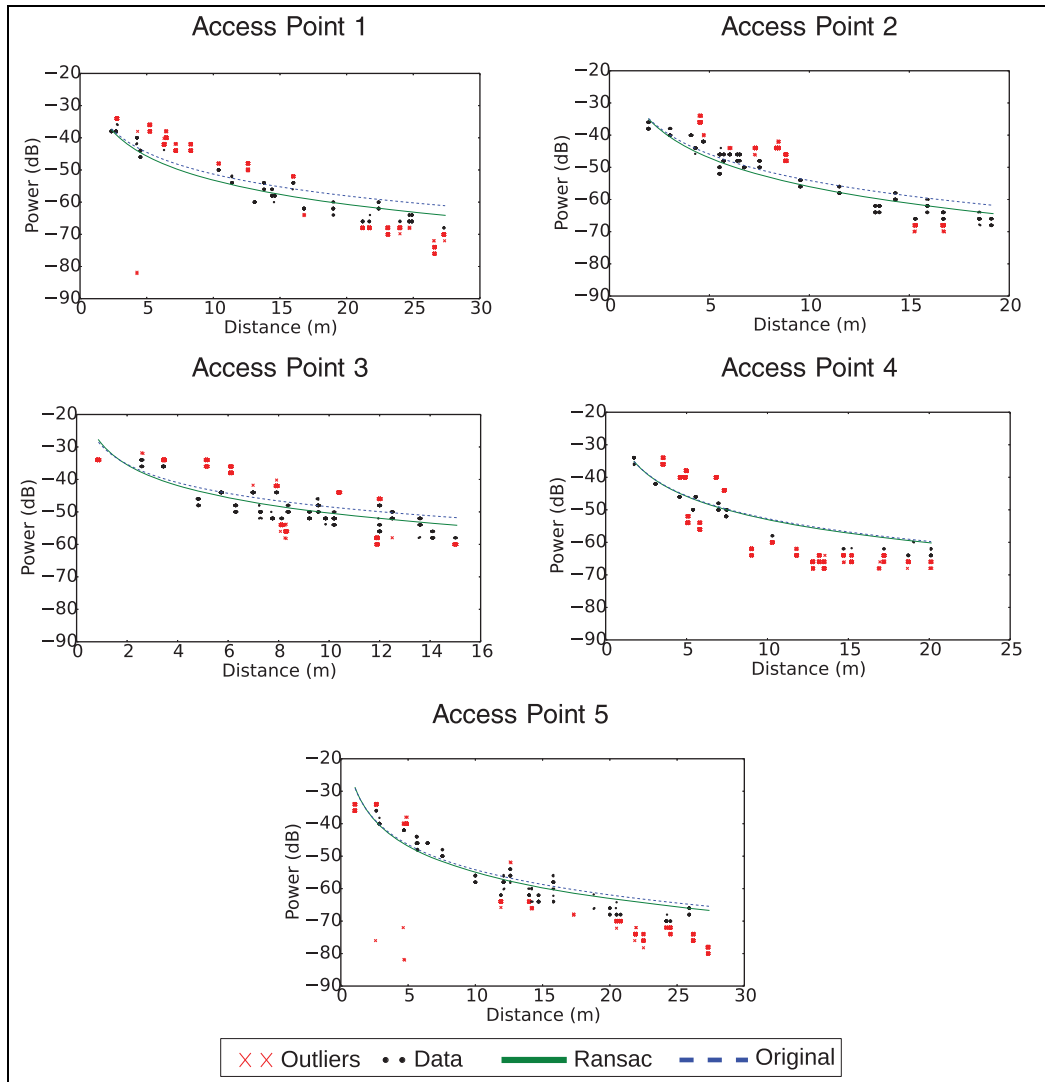 Access Point 1
Access Point 2
−20
−30
−40
−50
−60
−70
−80
−90
Power (dB)
0 5 10 15 20 25 30
Distance (m)
−20
−30
−40
−50
−60
−70
−80
−90
Power (dB)
0 5 10 15 20
Distance (m)
Access Point 3
Access Point 4
−20
−30
−40
−50
−60
−70
−80
−90
Power (dB)
0 2 4 6 8 10 12 14 16
Distance (m)
−20
−30
−40
−50
−60
−70
−80
−90
Power (dB)
0 5 10 15 20 25
Distance (m)
Access Point 5
−20
−30
−40
−50
−60
−70
−80
−90
Power (dB)
0 5 10 15 20 25 30
Distance (m)
Outliers Data Ransac Original